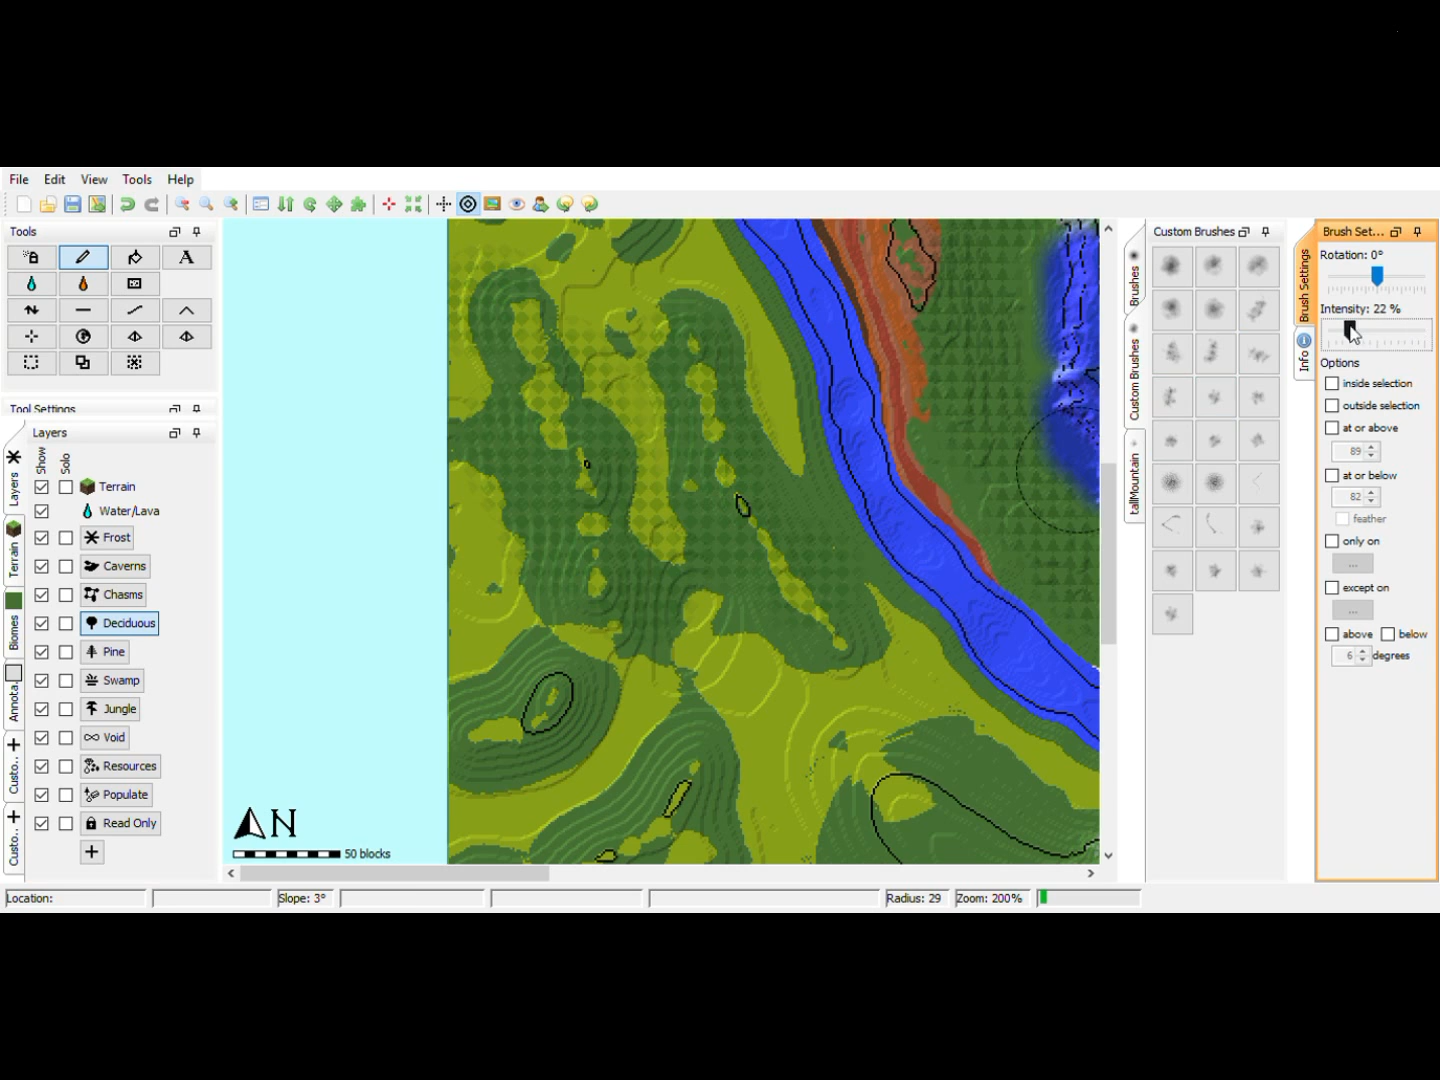 File Edit View Tools Help
Tools
A
Tool Settings
Layers
Show
Solo
Terrain
Water/Lava
Frost
Caverns
Chasms
Deciduous
Pine
Swamp
Jungle
Void
Resources
Populate
Read Only
Layers
Terrain
Biomes
Annota..
Custo..
Custo..
N
50 blocks
Brushes
Custom Brushes
tallMountain
Custom Brushes
Brush Settings
Info
Brush Set...
Rotation: 0°
Intensity: 22 %
Options
inside selection
outside selection
at or above
89
at or below
82
feather
only on
...
except on
...
above below
6 degrees
Location: Slope: 3° Radius: 29 Zoom: 200%